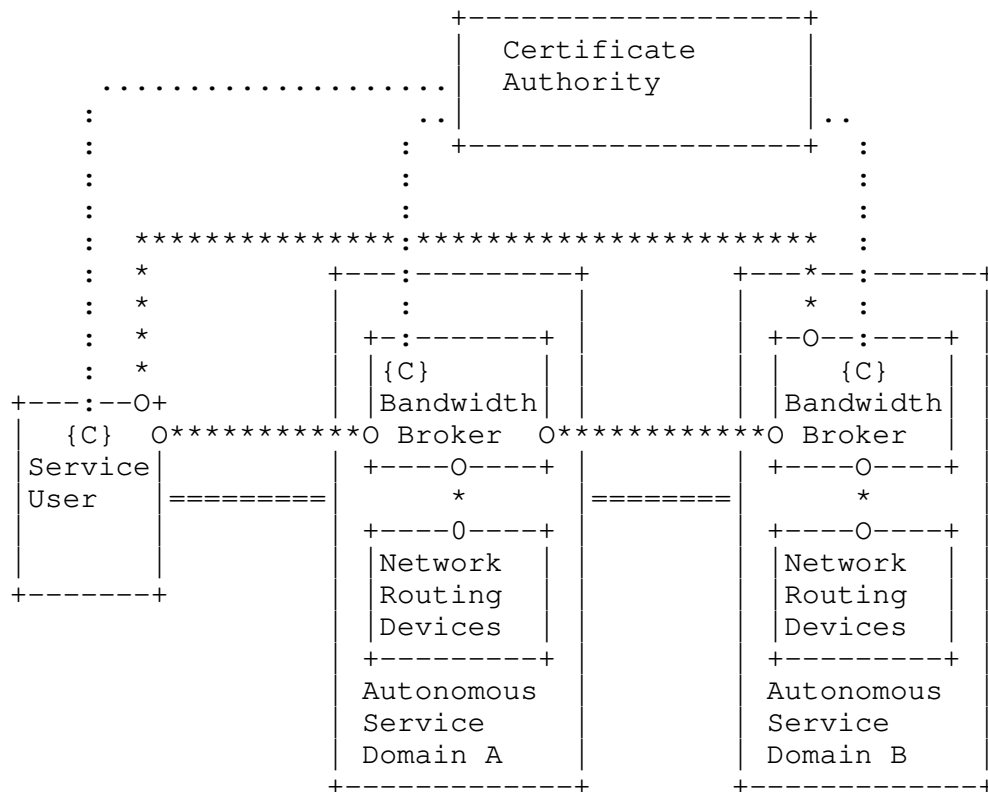 Certificate
Authority
{C}
{C}
Bandwidth
Bandwidth
{C}
Broker
Broker
Service
User
Network
Network
Routing
Routing
Devices
Devices
Autonomous
Autonomous
Service
Service
Domain A
Domain B